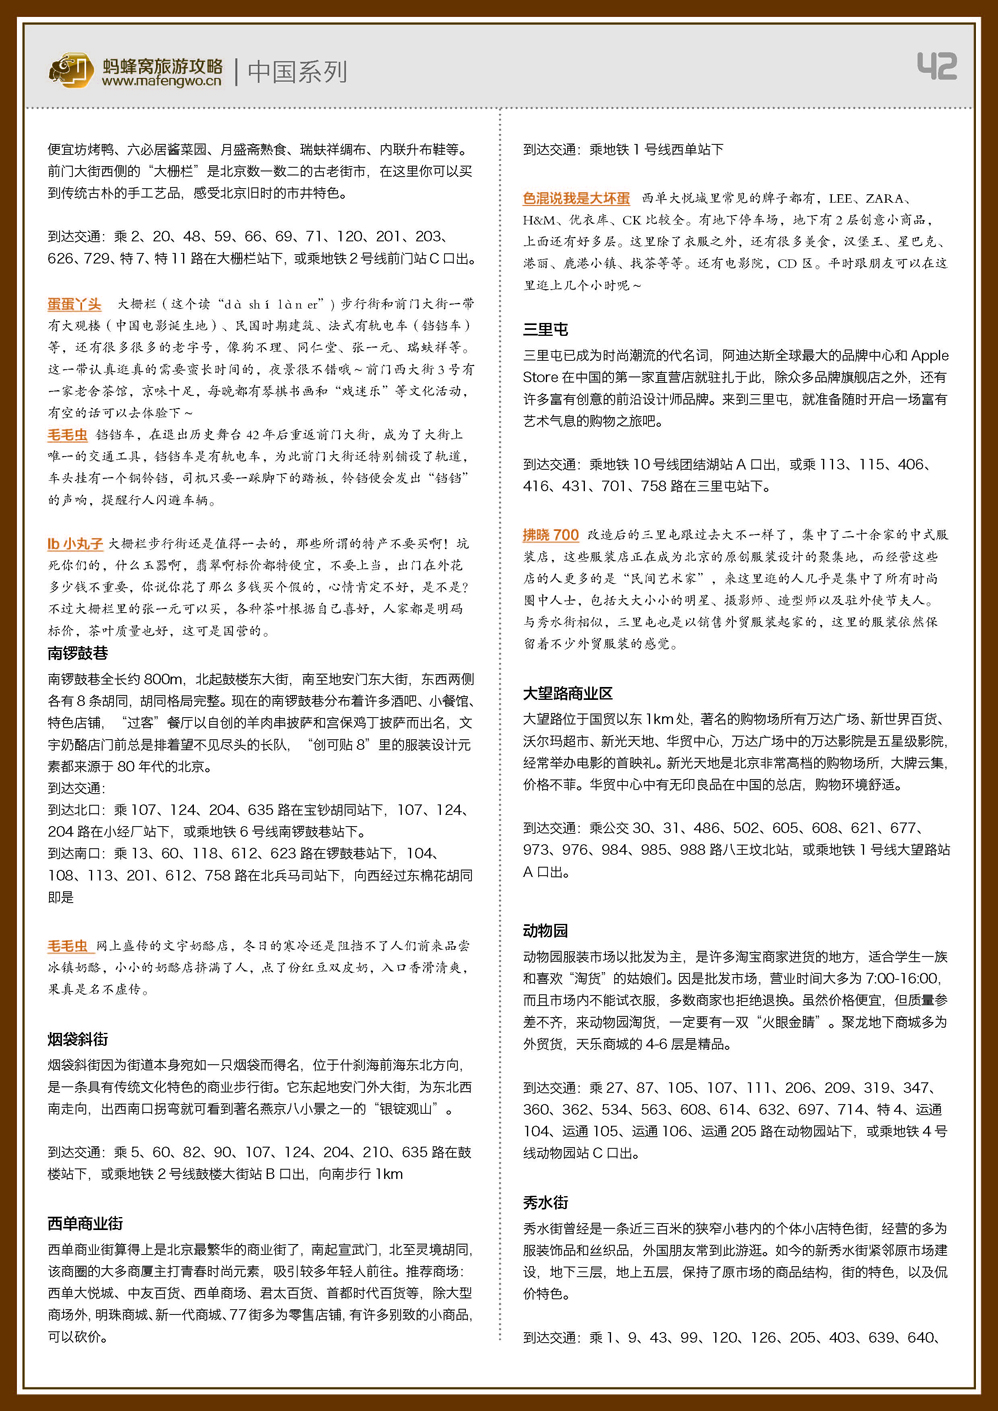 蚂蜂窝旅游攻略
www.mafengwo.cn
中国系列
42
便宜坊烤鸭、六必居酱菜园、月盛斋熟食、瑞蚨祥绸布、内联升布鞋等。
前门大街西侧的“大栅栏”是北京数一数二的古老街市，在这里你可以买
到传统古朴的手工艺品，感受北京旧时的市井特色。
到达交通：乘 2、20、48、59、66、69、71、120、201、203、
626、729、特 7、特 11 路在大栅栏站下，或乘地铁 2 号线前门站 C 口出。
蛋蛋丫头 大栅栏（这个读“dà shí làn er”）步行街和前门大街一带
有大观楼（中国电影诞生地）、民国时期建筑、法式有轨电车（铛铛车）
等，还有很多很多的老字号，像狗不理、同仁堂、张一元、瑞蚨祥等。
这一带认真逛真的需要蛮长时间的，夜景很不错哦～前门西大街 3 号有
一家老舍茶馆，京味十足，每晚都有琴棋书画和“戏迷乐”等文化活动，
有空的话可以去体验下～
毛毛虫 铛铛车，在退出历史舞台 42 年后重返前门大街，成为了大街上
唯一的交通工具，铛铛车是有轨电车，为此前门大街还特别铺设了轨道，
车头挂有一个铜铃铛，司机只要一踩脚下的踏板，铃铛便会发出“铛铛”
的声响，提醒行人闪避车辆。
lb 小丸子 大栅栏步行街还是值得一去的，那些所谓的特产不要买啊！坑
死你们的，什么玉器啊，翡翠啊标价都特便宜，不要上当，出门在外花
多少钱不重要，你说你花了那么多钱买个假的，心情肯定不好，是不是？
不过大栅栏里的张一元可以买，各种茶叶根据自己喜好，人家都是明码
标价，茶叶质量也好，这可是国营的。
南锣鼓巷
南锣鼓巷全长约 800m，北起鼓楼东大街，南至地安门东大街，东西两侧
各有 8 条胡同，胡同格局完整。现在的南锣鼓巷分布着许多酒吧、小餐馆、
特色店铺，“过客”餐厅以自创的羊肉串披萨和宫保鸡丁披萨而出名，文
宇奶酪店门前总是排着望不见尽头的长队，“创可贴 8”里的服装设计元
素都来源于 80 年代的北京。
到达交通：
到达北口：乘 107、124、204、635 路在宝钞胡同站下，107、124、
204 路在小经厂站下，或乘地铁 6 号线南锣鼓巷站下。
到达南口：乘 13、60、118、612、623 路在锣鼓巷站下，104、
108、113、201、612、758 路在北兵马司站下，向西经过东棉花胡同
即是
毛毛虫 网上盛传的文宇奶酪店，冬日的寒冷还是阻挡不了人们前来品尝
冰镇奶酪，小小的奶酪店挤满了人，点了份红豆双皮奶，入口香滑清爽，
果真是名不虚传。
烟袋斜街
烟袋斜街因为街道本身宛如一只烟袋而得名，位于什刹海前海东北方向，
是一条具有传统文化特色的商业步行街。它东起地安门外大街，为东北西
南走向，出西南口拐弯就可看到著名燕京八小景之一的“银锭观山”。
到达交通：乘 5、60、82、90、107、124、204、210、635 路在鼓
楼站下，或乘地铁 2 号线鼓楼大街站 B 口出，向南步行 1km
西单商业街
西单商业街算得上是北京最繁华的商业街了，南起宣武门，北至灵境胡同，
该商圈的大多商厦主打青春时尚元素，吸引较多年轻人前往。推荐商场：
西单大悦城、中友百货、西单商场、君太百货、首都时代百货等，除大型
商场外，明珠商城、新一代商城、77 街多为零售店铺，有许多别致的小商品，
可以砍价。
到达交通：乘地铁 1 号线西单站下
色混说我是大坏蛋 西单大悦城里常见的牌子都有，LEE、ZARA、
H&M、优衣库、CK 比较全。有地下停车场，地下有 2 层创意小商品，
上面还有好多层。这里除了衣服之外，还有很多美食，汉堡王、星巴克、
港丽、鹿港小镇、找茶等等。还有电影院，CD 区。平时跟朋友可以在这
里逛上几个小时呢～
三里屯
三里屯已成为时尚潮流的代名词，阿迪达斯全球最大的品牌中心和 Apple
Store 在中国的第一家直营店就驻扎于此，除众多品牌旗舰店之外，还有
许多富有创意的前沿设计师品牌。来到三里屯，就准备随时开启一场富有
艺术气息的购物之旅吧。
到达交通：乘地铁 10 号线团结湖站 A 口出，或乘 113、115、406、
416、431、701、758 路在三里屯站下。
拂晓 700 改造后的三里屯跟过去大不一样了，集中了二十余家的中式服
装店，这些服装店正在成为北京的原创服装设计的聚集地，而经营这些
店的人更多的是“民间艺术家”，来这里逛的人几乎是集中了所有时尚
圈中人士，包括大大小小的明星、摄影师、造型师以及驻外使节夫人。
与秀水街相似，三里屯也是以销售外贸服装起家的，这里的服装依然保
留着不少外贸服装的感觉。
大望路商业区
大望路位于国贸以东 1km 处，著名的购物场所有万达广场、新世界百货、
沃尔玛超市、新光天地、华贸中心，万达广场中的万达影院是五星级影院，
经常举办电影的首映礼。新光天地是北京非常高档的购物场所，大牌云集，
价格不菲。华贸中心中有无印良品在中国的总店，购物环境舒适。
到达交通：乘公交 30、31、486、502、605、608、621、677、
973、976、984、985、988 路八王坟北站，或乘地铁 1 号线大望路站
A 口出。
动物园
动物园服装市场以批发为主，是许多淘宝商家进货的地方，适合学生一族
和喜欢“淘货”的姑娘们。因是批发市场，营业时间大多为 7:00-16:00，
而且市场内不能试衣服，多数商家也拒绝退换。虽然价格便宜，但质量参
差不齐，来动物园淘货，一定要有一双“火眼金睛”。聚龙地下商城多为
外贸货，天乐商城的 4-6 层是精品。
到达交通：乘 27、87、105、107、111、206、209、319、347、
360、362、534、563、608、614、632、697、714、特 4、运通
104、运通 105、运通 106、运通 205 路在动物园站下，或乘地铁 4 号
线动物园站 C 口出。
秀水街
秀水街曾经是一条近三百米的狭窄小巷内的个体小店特色街，经营的多为
服装饰品和丝织品，外国朋友常到此游逛。如今的新秀水街紧邻原市场建
设，地下三层，地上五层，保持了原市场的商品结构，街的特色，以及侃
价特色。
到达交通：乘 1、9、43、99、120、126、205、403、639、640、